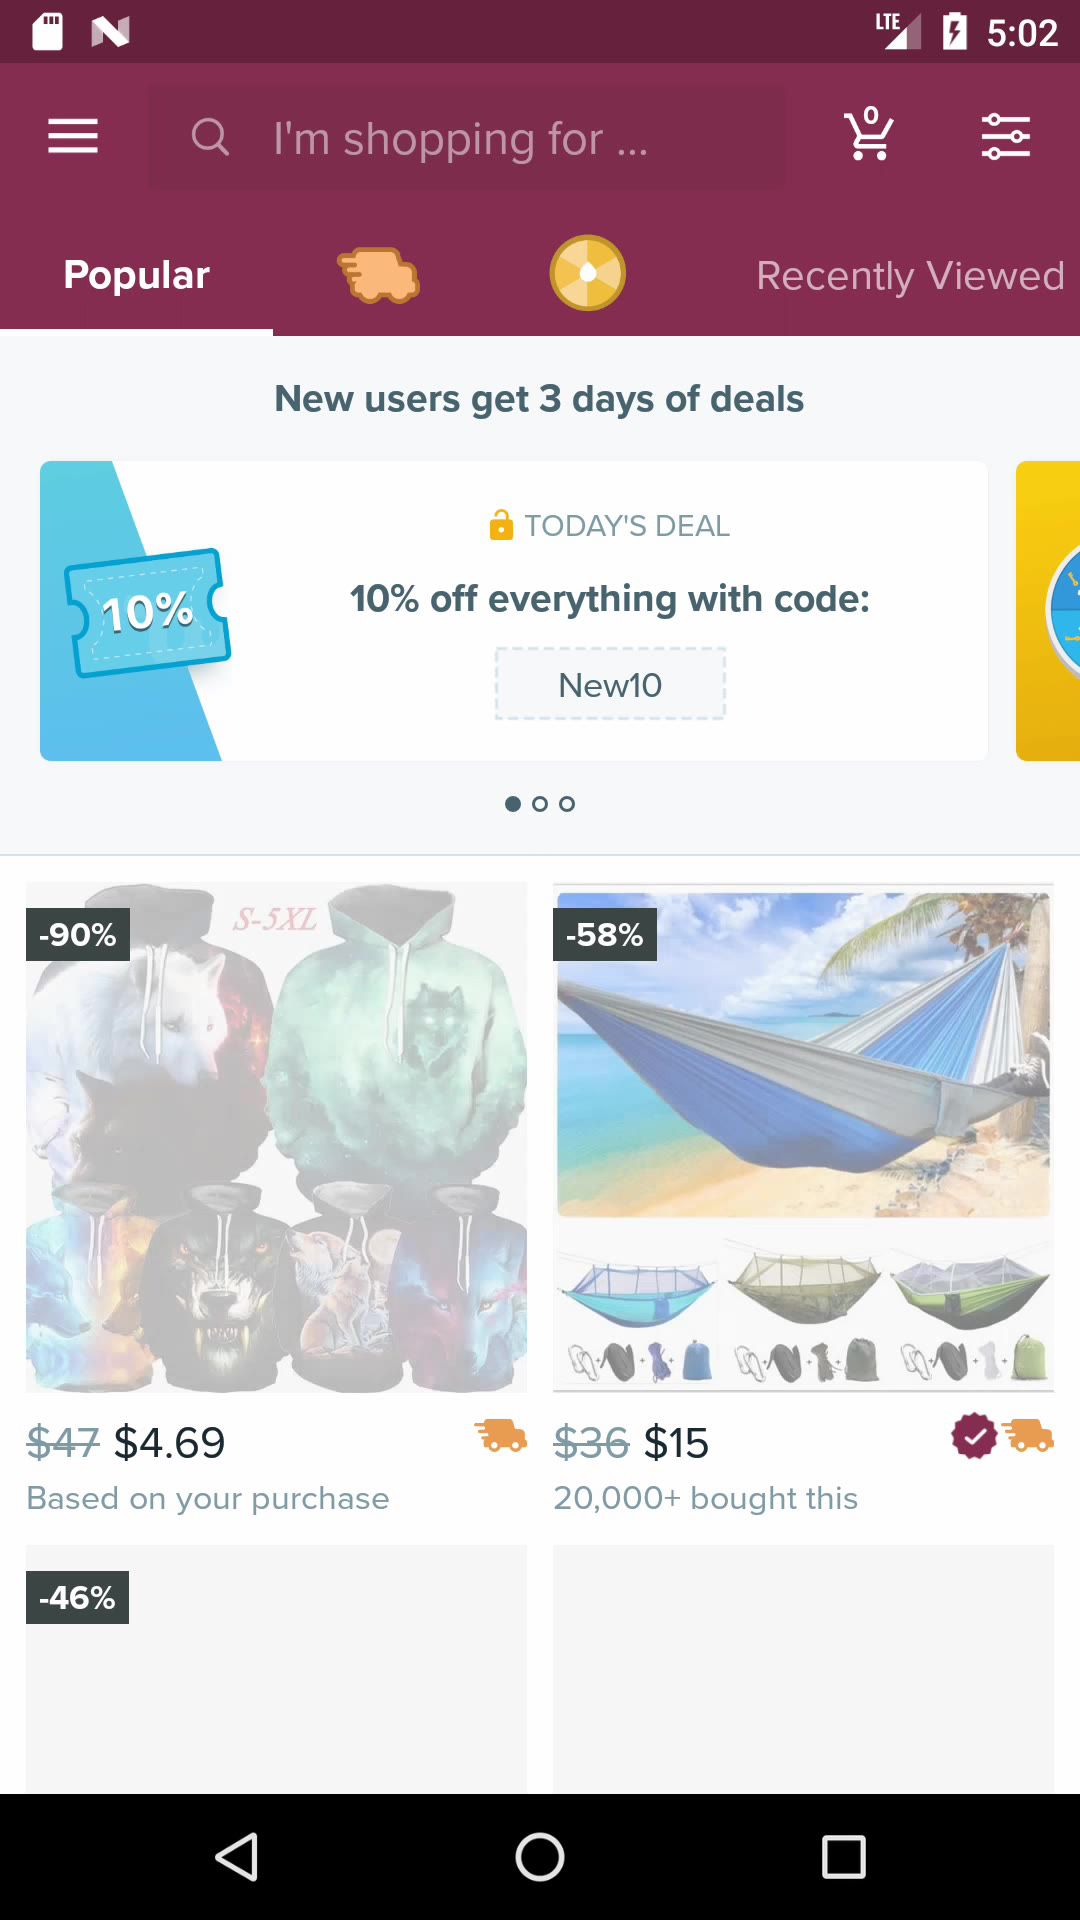 LTE
5:02
I'm shopping for ...
0
Popular
Recently Viewed
New users get 3 days of deals
10%
TODAY'S DEAL
10% off everything with code:
New10
-90%
S-5XL
-58%
$47 $4.69
Based on your purchase
$36 $15
20,000+ bought this
-46%